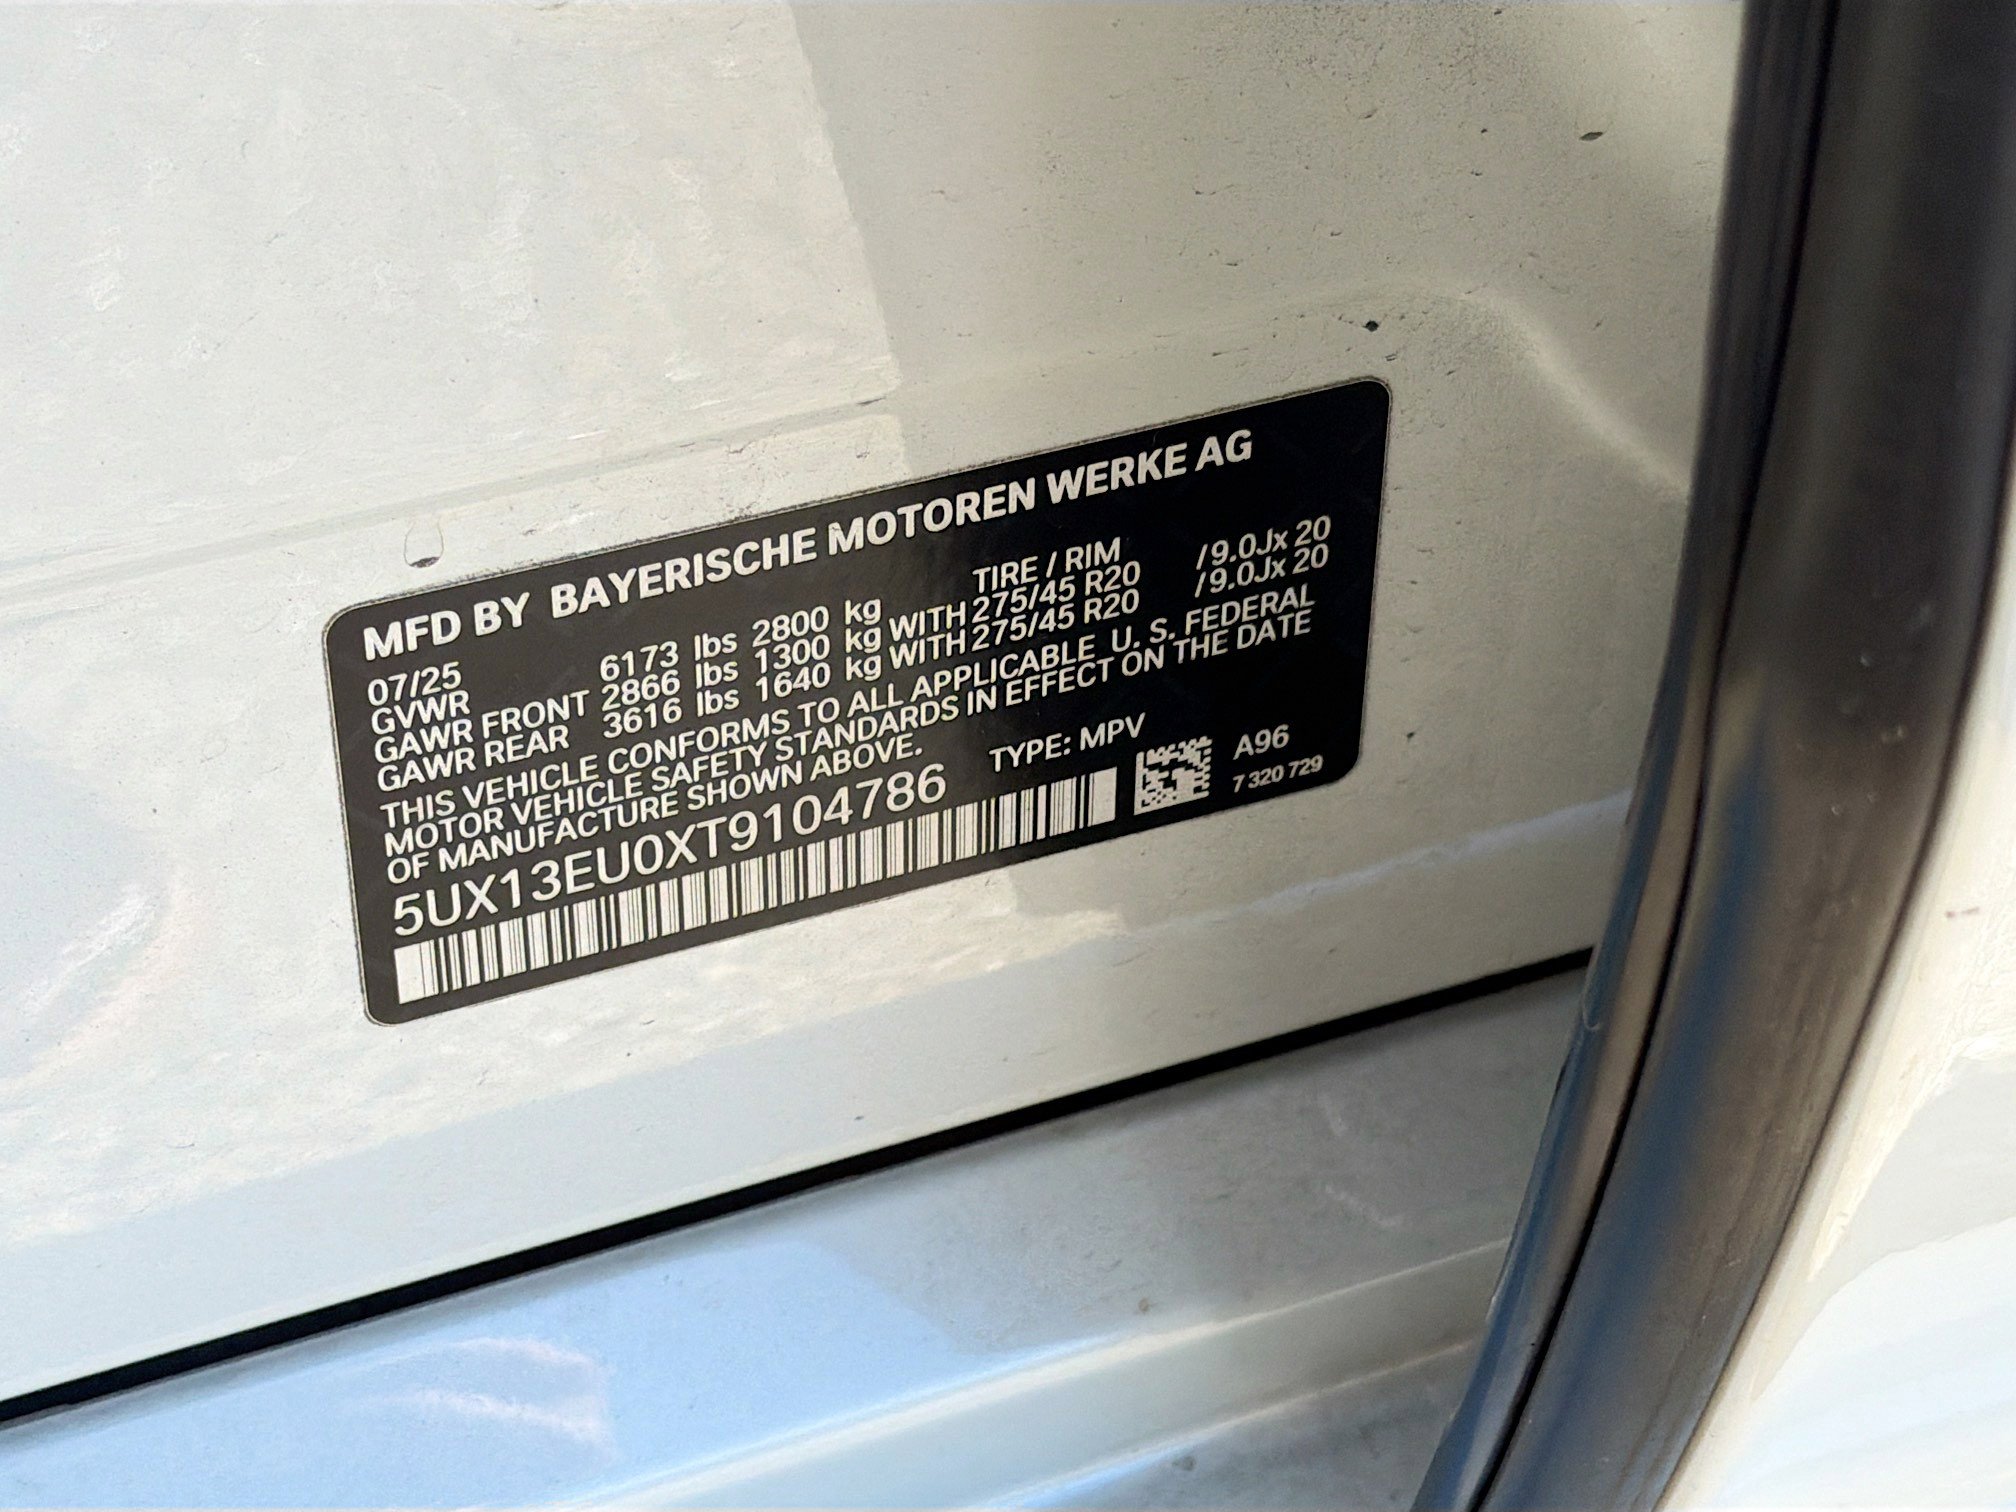 MFD BY BAYERISCHE MOTOREN WERKE AG
07/25 TIRE / RIM
GVWR 6173 lbs 2800 kg
GAWR FRONT 2866 lbs 1300 kg WITH 275/45 R20 /9.0Jx 20
GAWR REAR 3616 lbs 1640 kg WITH 275/45 R20 /9.0Jx 20
THIS VEHICLE CONFORMS TO ALL APPLICABLE U. S. FEDERAL
MOTOR VEHICLE SAFETY STANDARDS IN EFFECT ON THE DATE
OF MANUFACTURE SHOWN ABOVE.
5UX13EU0XT9104786 TYPE: MPV
A96
7 320 729